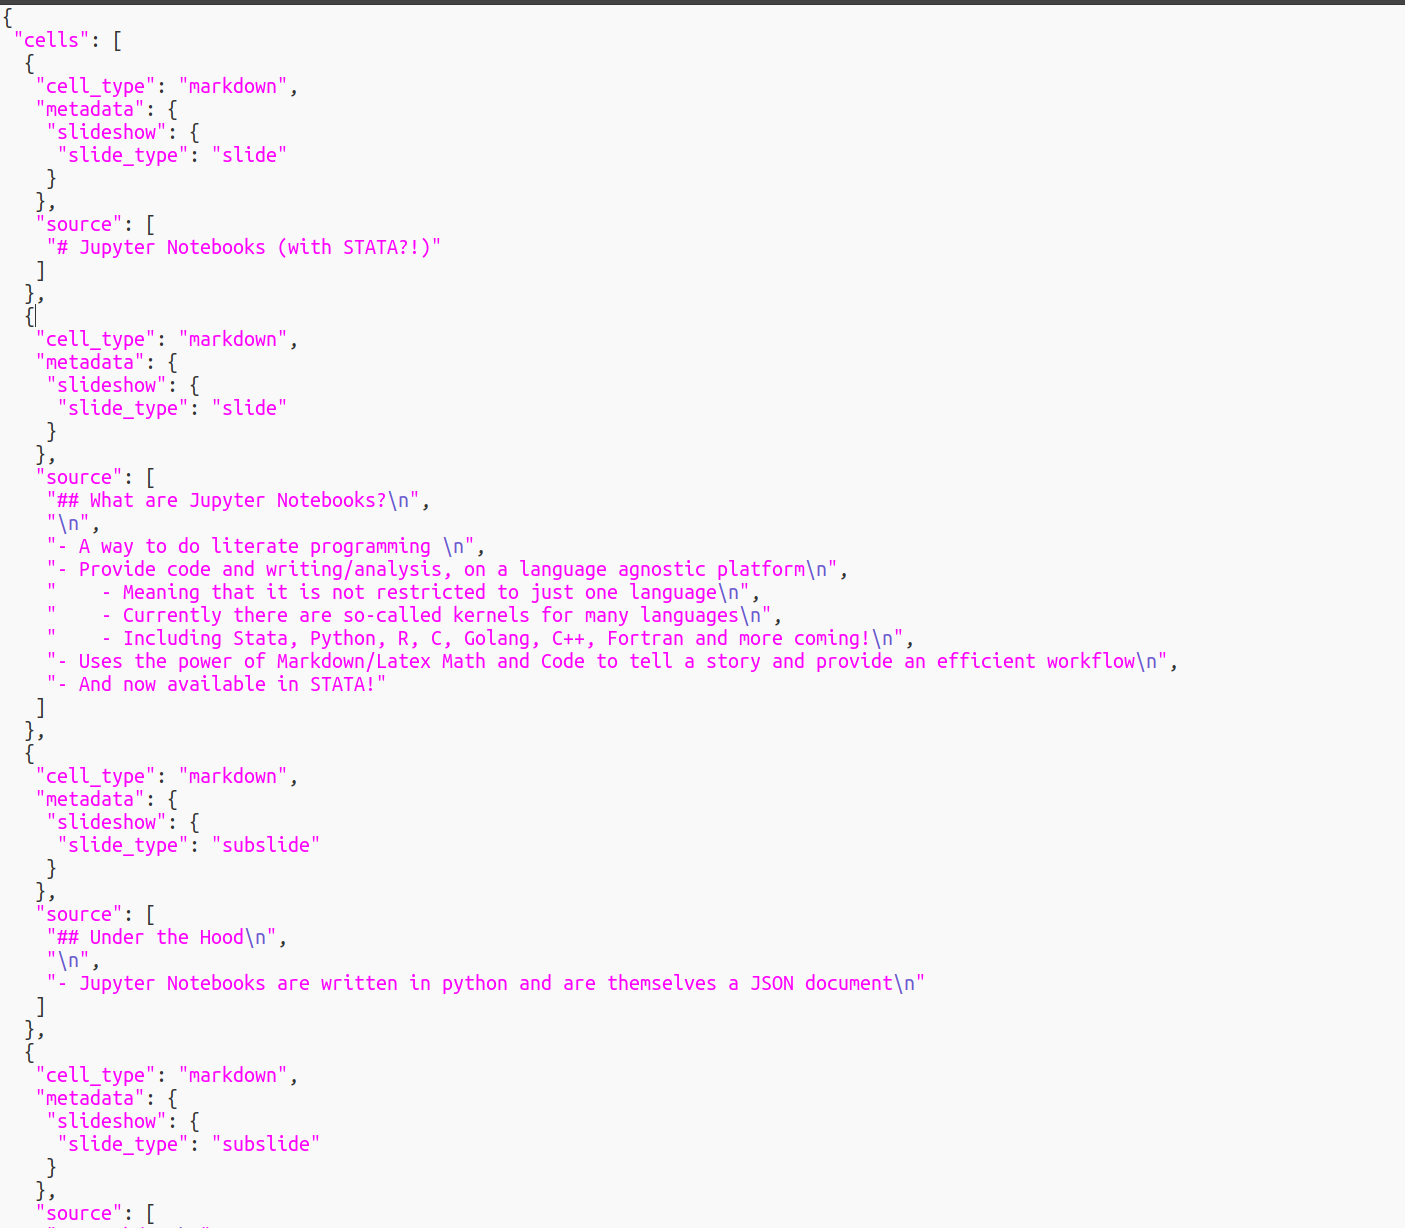 {
 "cells": [
  {
   "cell_type": "markdown",
   "metadata": {
    "slideshow": {
     "slide_type": "slide"
    }
   },
   "source": [
    "# Jupyter Notebooks (with STATA?!)"
   ]
  },
  {
   "cell_type": "markdown",
   "metadata": {
    "slideshow": {
     "slide_type": "slide"
    }
   },
   "source": [
    "## What are Jupyter Notebooks?\n",
    "\n",
    "- A way to do literate programming \n",
    "- Provide code and writing/analysis, on a language agnostic platform\n",
    "    - Meaning that it is not restricted to just one language\n",
    "    - Currently there are so-called kernels for many languages\n",
    "    - Including Stata, Python, R, C, Golang, C++, Fortran and more coming!\n",
    "- Uses the power of Markdown/Latex Math and Code to tell a story and provide an efficient workflow\n",
    "- And now available in STATA!"
   ]
  },
  {
   "cell_type": "markdown",
   "metadata": {
    "slideshow": {
     "slide_type": "subslide"
    }
   },
   "source": [
    "## Under the Hood\n",
    "\n",
    "- Jupyter Notebooks are written in python and are themselves a JSON document\n"
   ]
  },
  {
   "cell_type": "markdown",
   "metadata": {
    "slideshow": {
     "slide_type": "subslide"
    }
   },
   "source": [